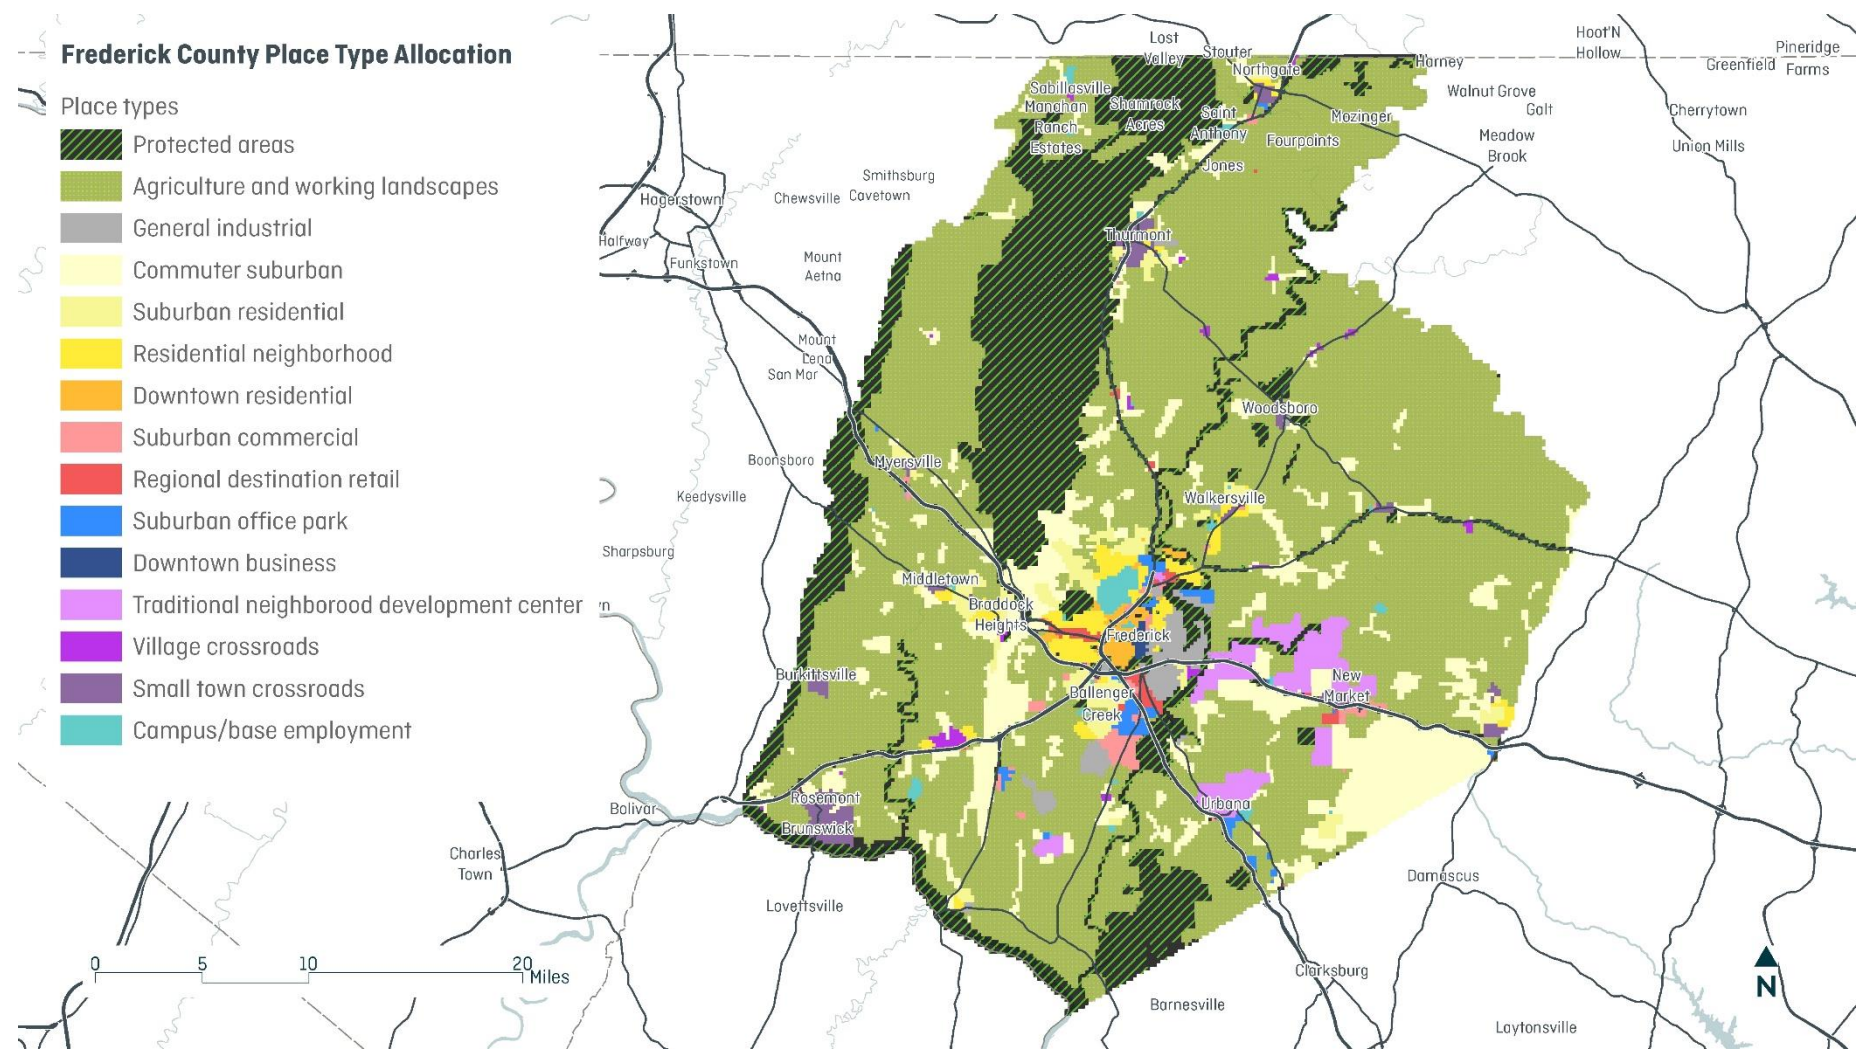 Frederick County Place Type Allocation
Place types
Protected areas
Agriculture and working landscapes
General industrial
Commuter suburban
Suburban residential
Residential neighborhood
Downtown residential
Suburban commercial
Regional destination retail
Suburban office park
Downtown business
Traditional neighborood development center
Village crossroads
Small town crossroads
Campus/base employment
0 5 10 20 Miles
Lost
Valley
Stouter
Northgate
Harney
Hoot'N
Hollow
Greenfield
Pineridge
Farms
Sabillasville
Manahan
Ranch
Estates
Shamrock
Acres
Saint
Anthony
Mozinger
Walnut Grove
Galt
Cherrytown
Fourpoints
Meadow
Brook
Union Mills
Jones
Smithsburg
Chewsville
Cavetown
Hagerstown
Halfway
Funkstown
Mount
Aetna
Thurmont
Mount
Lena
San Mar
Woodsboro
Boonsboro
Myersville
Keedysville
Walkersville
Sharpsburg
Middletown
Braddock
Heights
Frederick
Burkittsville
New
Market
Ballenger
Creek
Bolivar
Rosemont
Brunswick
Urbana
Charles
Town
Lovettsville
Damascus
Clarksburg
Barnesville
Laytonsville
N